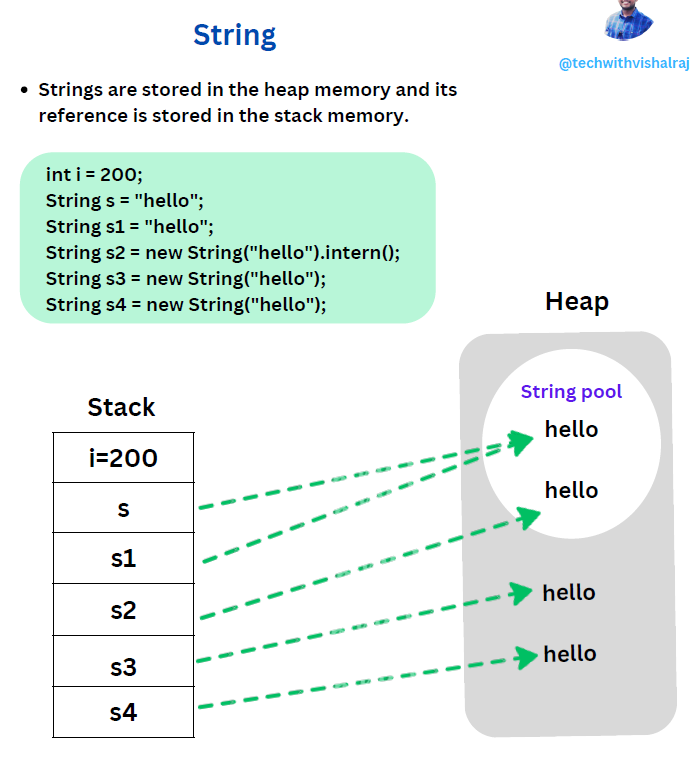 String
@techwithvishalraj
• Strings are stored in the heap memory and its
reference is stored in the stack memory.
int i = 200;
String s = "hello";
String s1 = "hello";
String s2 = new String("hello").intern();
String s3 = new String("hello");
String s4 = new String("hello");
Heap
String pool
hello
hello
hello
hello
Stack
i=200
s
s1
s2
s3
s4